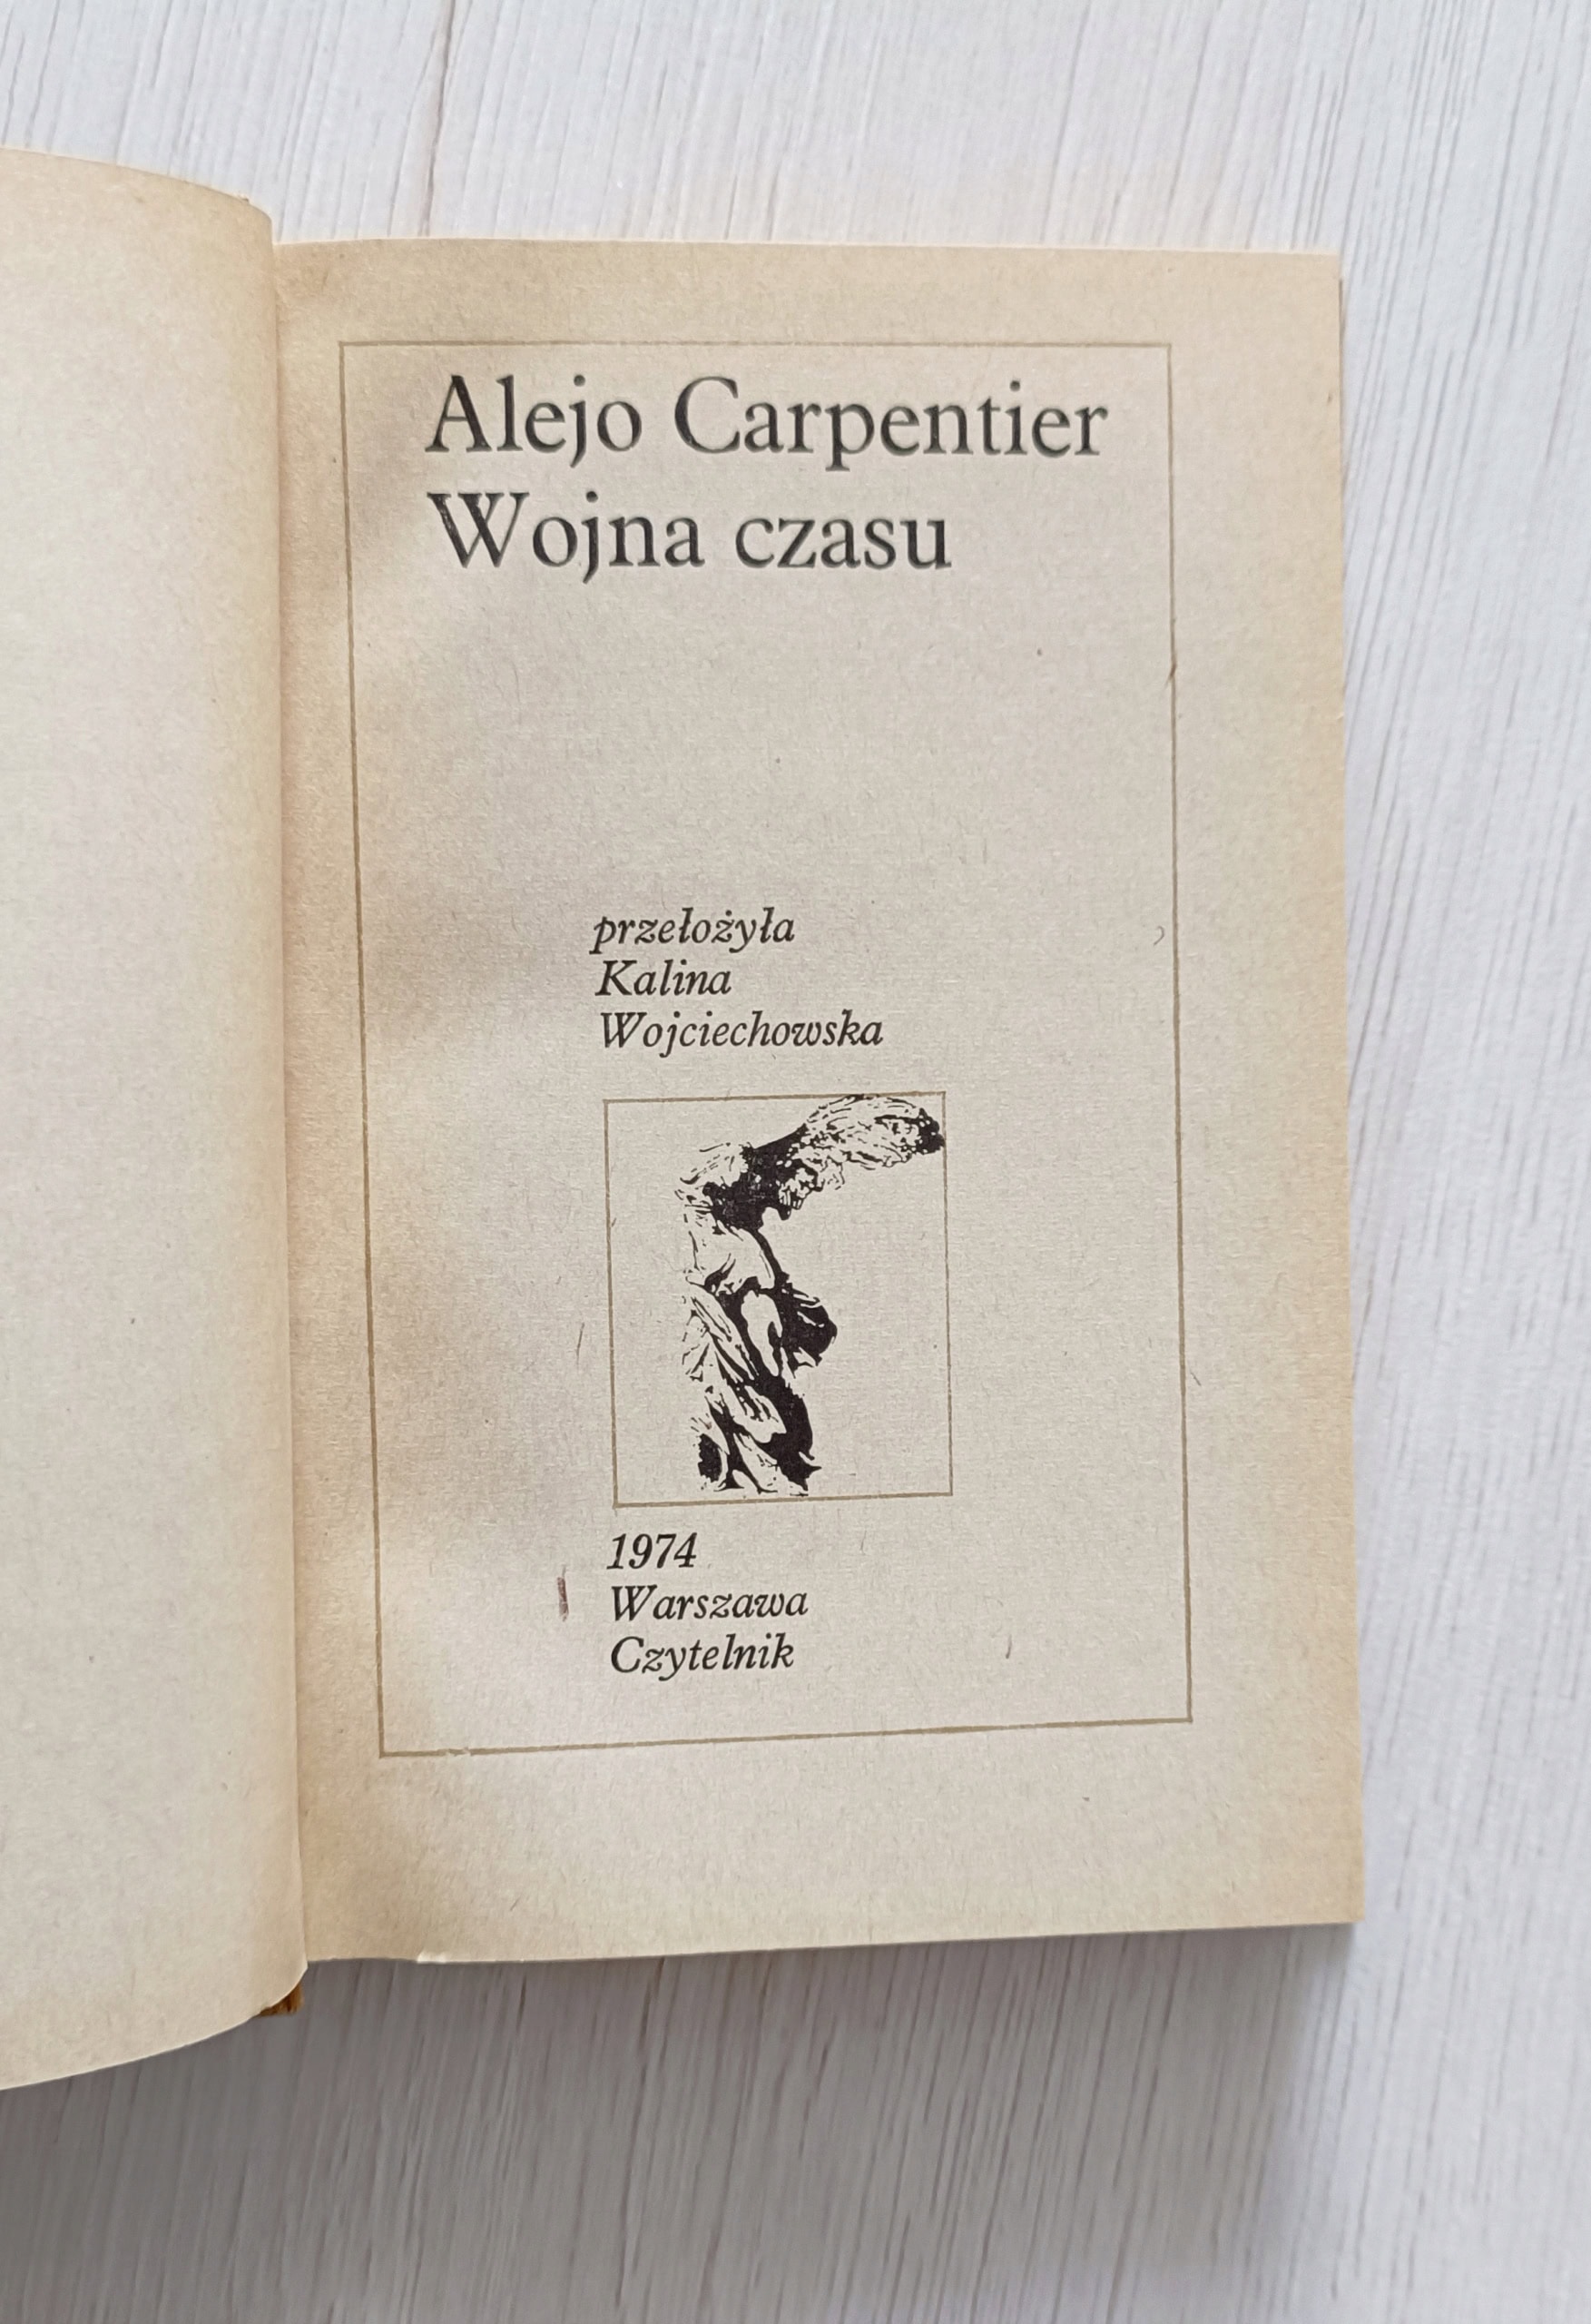 Alejo Carpentier
Wojna czasu
przełożyła
Kalina
Wojciechowska
1974
Warszawa
Czytelnik